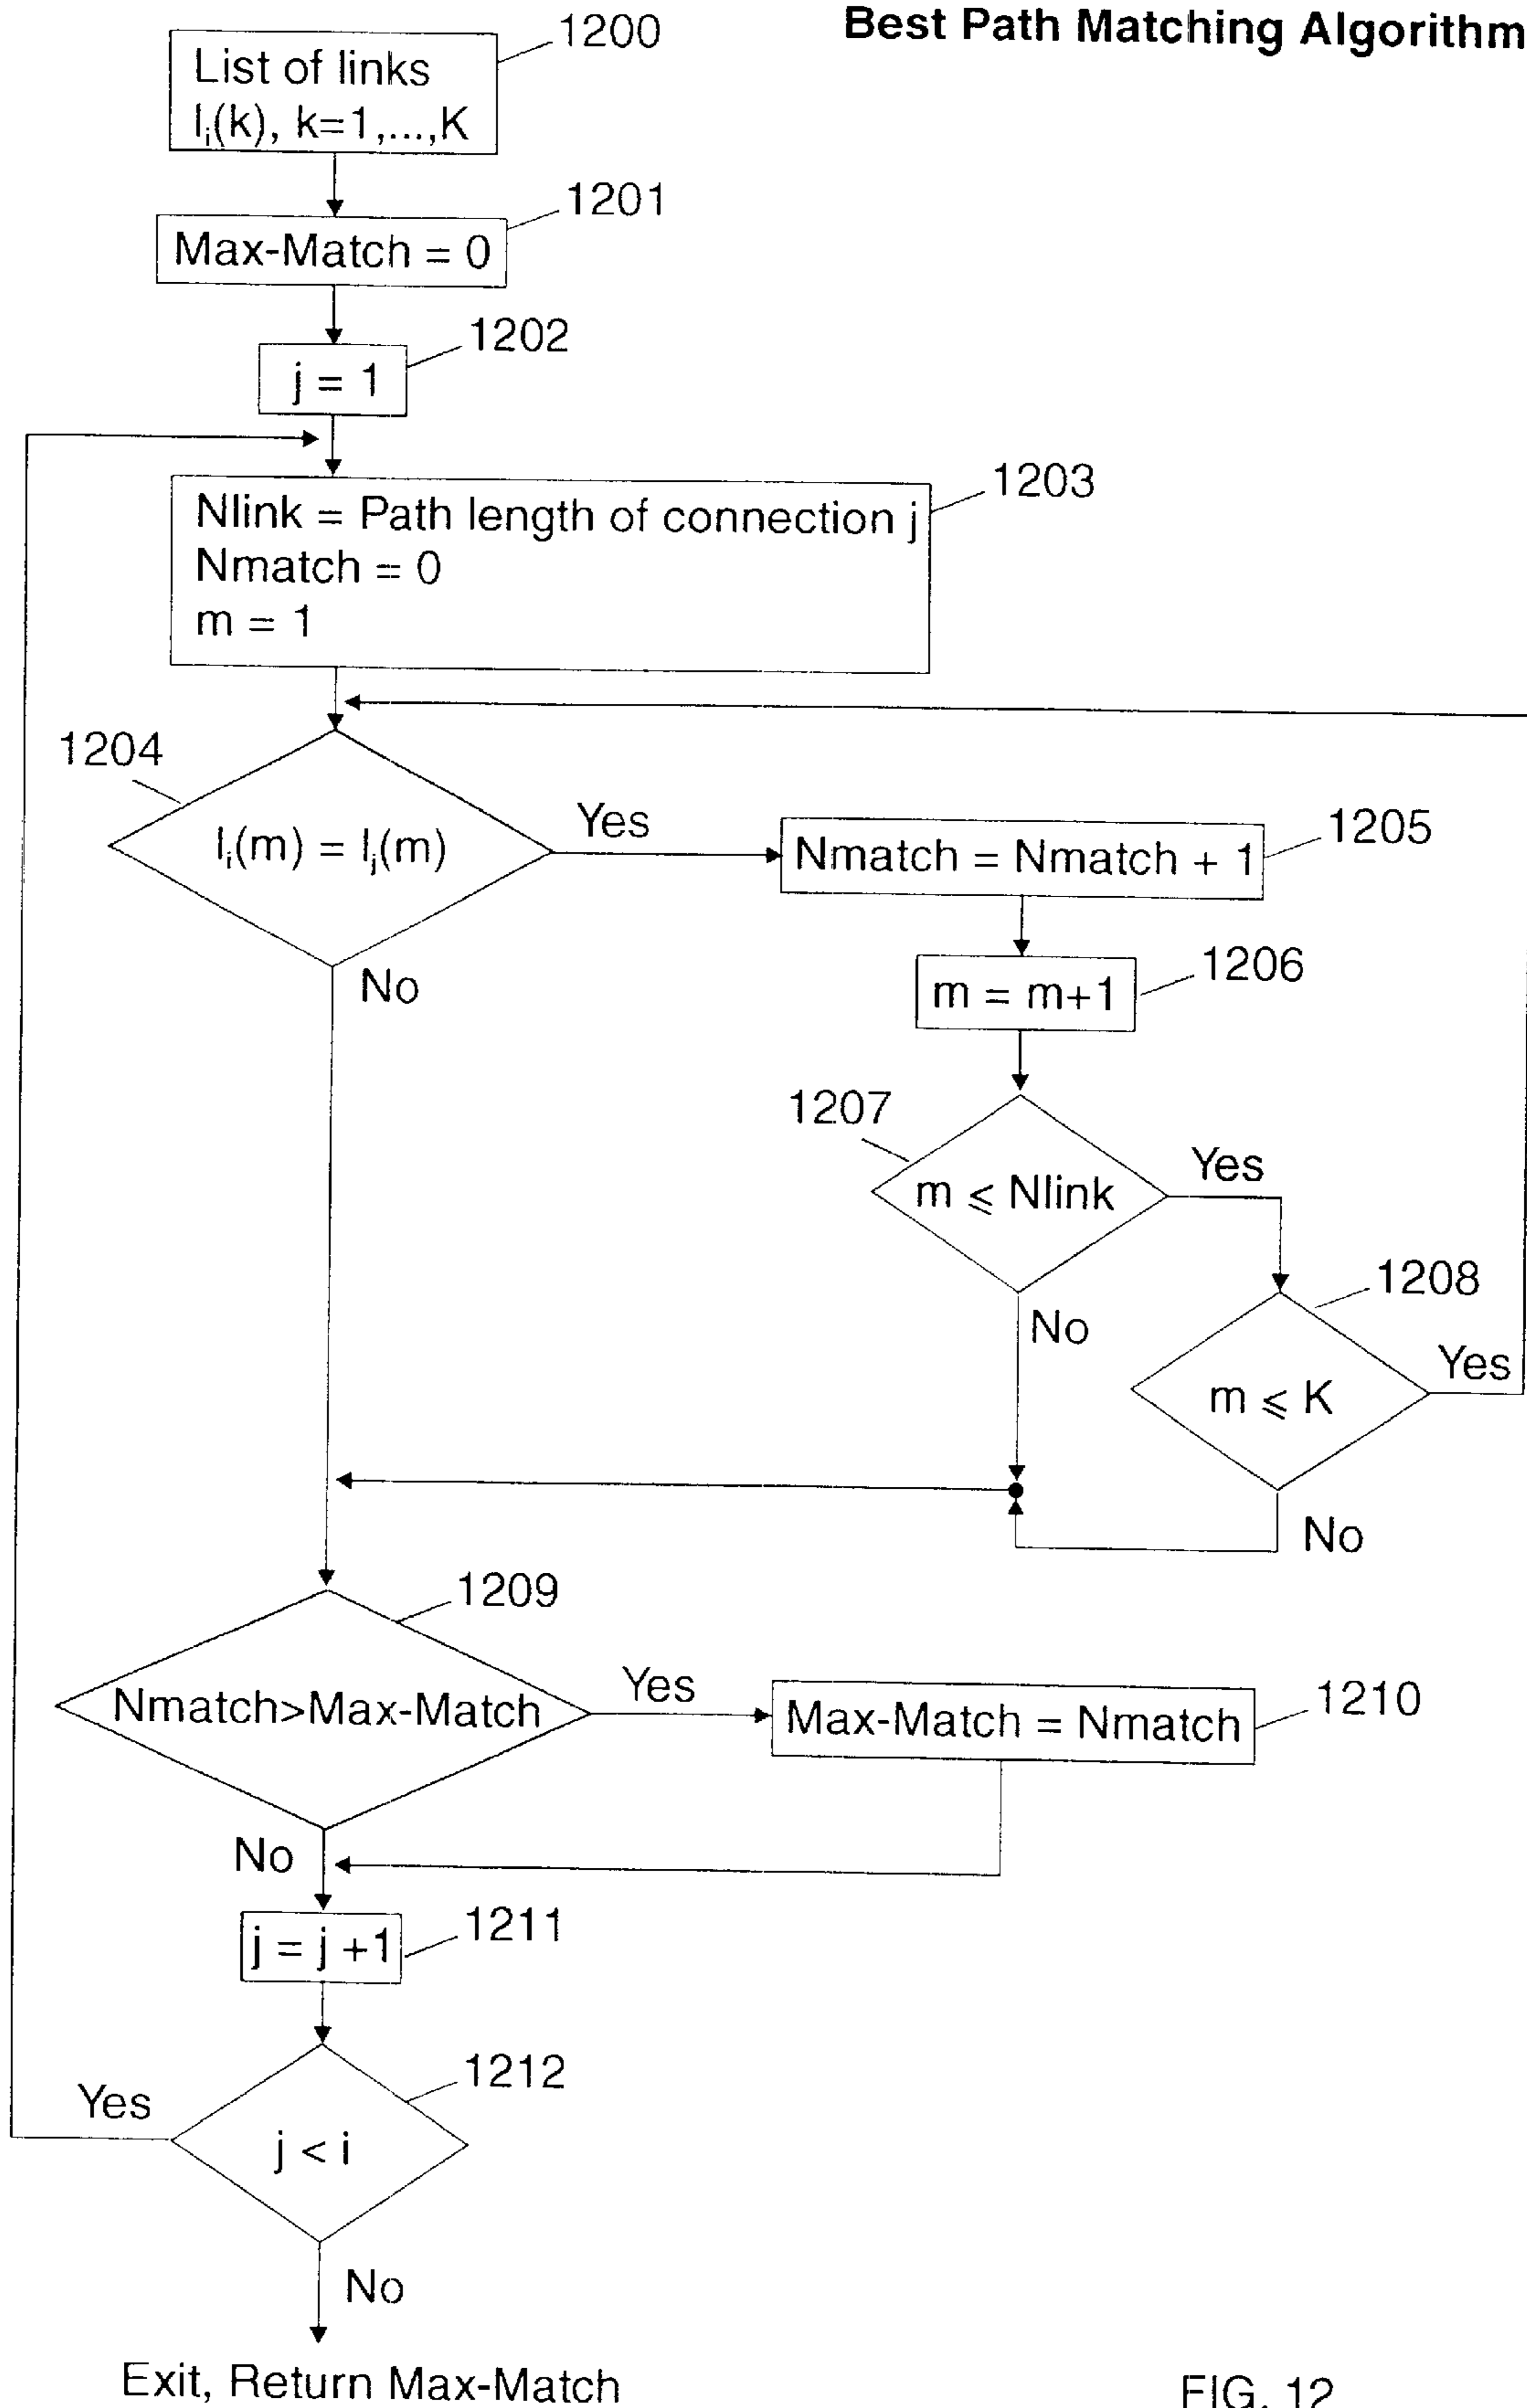 Best Path Matching Algorithm
1200
List of links
l_i(k), k=1,...,K
1201
Max-Match = 0
1202
j = 1
1203
Nlink = Path length of connection j
Nmatch = 0
m = 1
1204
l_i(m) = l_j(m)
Yes
No
1205
Nmatch = Nmatch + 1
1206
m = m+1
1207
m ⩽ Nlink
Yes
No
1208
m ⩽ K
Yes
No
1209
Nmatch>Max-Match
Yes
No
1210
Max-Match = Nmatch
1211
j = j +1
1212
j < i
Yes
No
Exit, Return Max-Match
FIG. 12